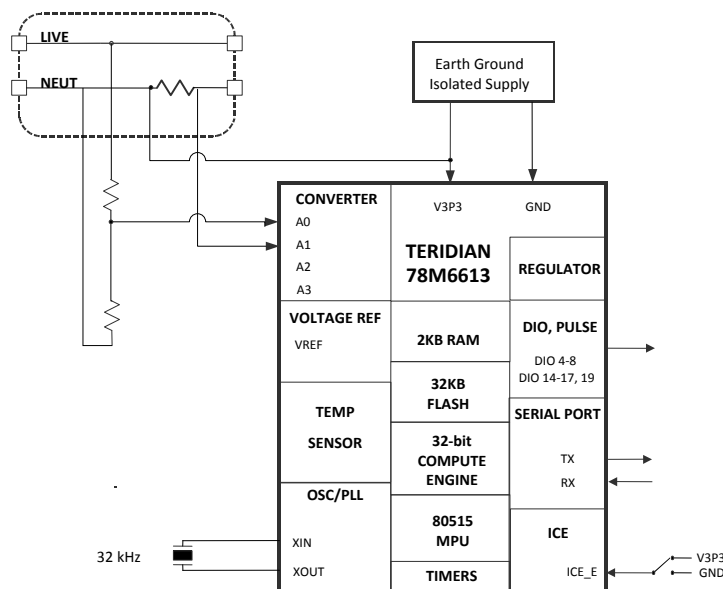 LIVE
NEUT
Earth Ground
Isolated Supply
CONVERTER
V3P3
GND
A0
A1
A2
A3
TERIDIAN
78M6613
REGULATOR
VOLTAGE REF
VREF
2KB RAM
DIO, PULSE
DIO 4-8
DIO 14-17, 19
32KB
FLASH
TEMP
SENSOR
SERIAL PORT
TX
RX
32-bit
COMPUTE
ENGINE
OSC/PLL
XIN
XOUT
32 kHz
80515
MPU
TIMERS
ICE
ICE_E
V3P3
GND